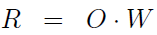 R = O · W